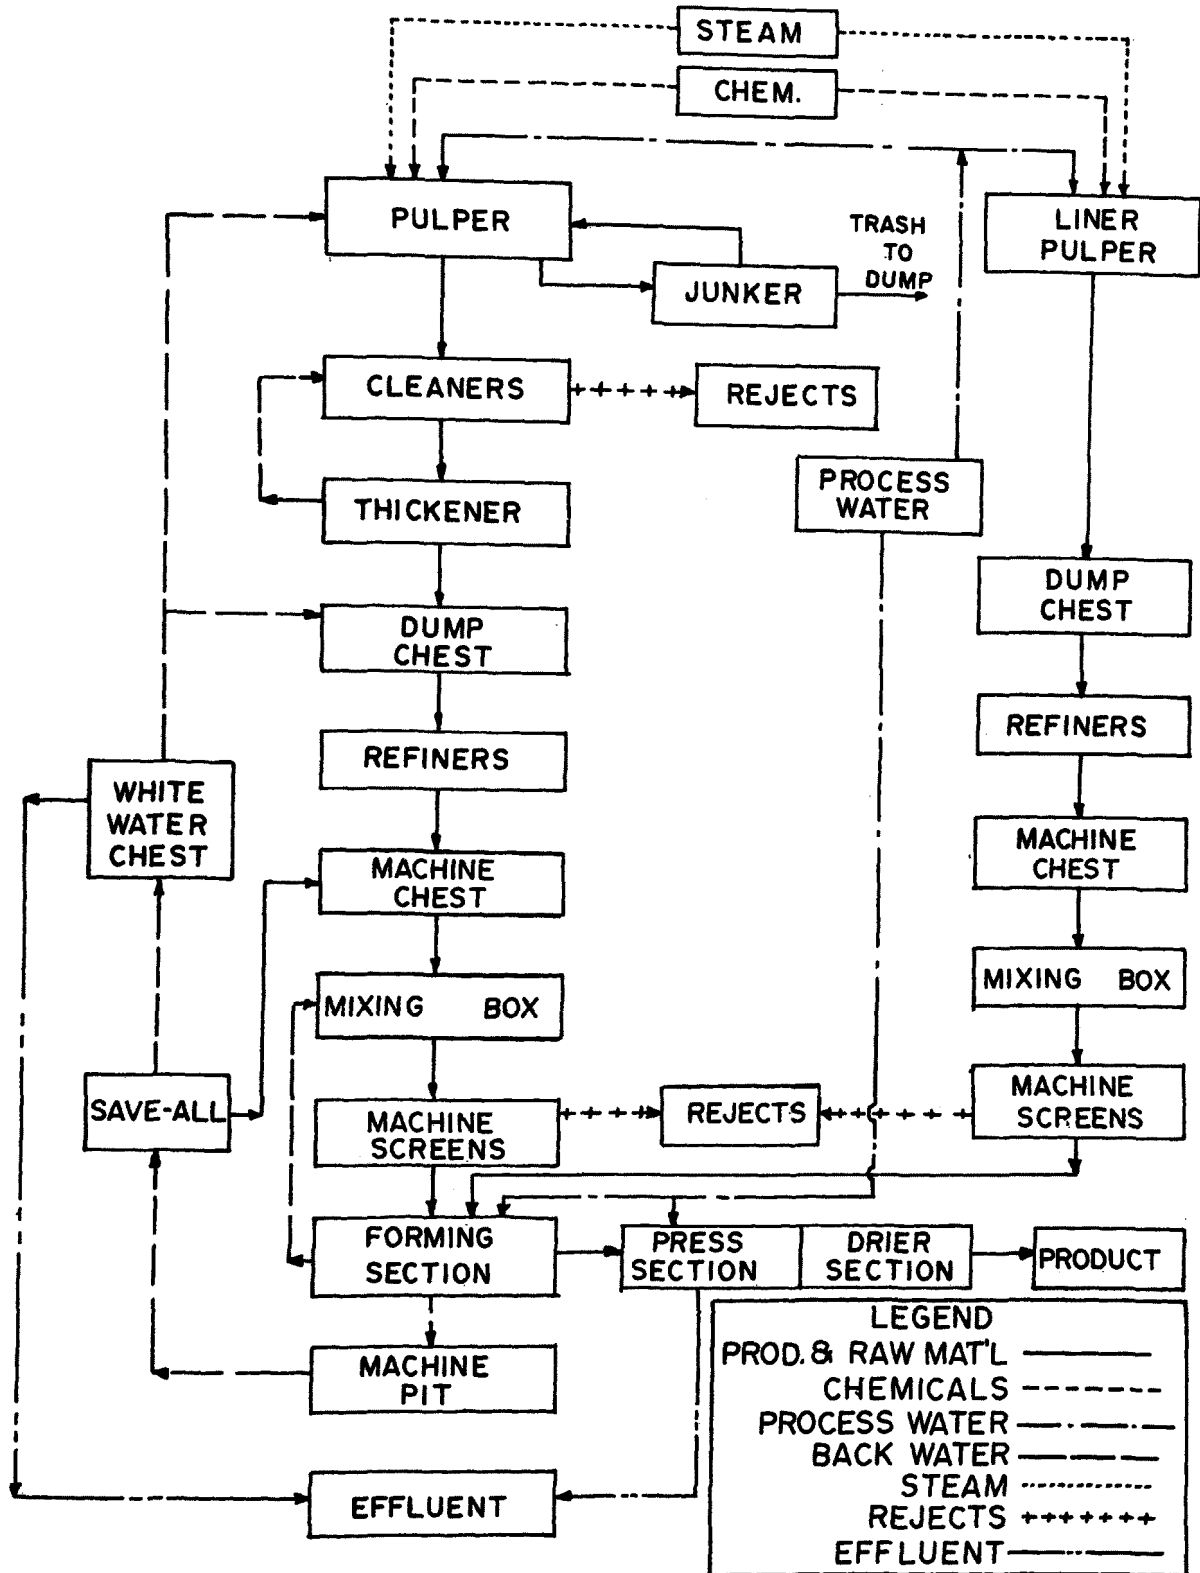 STEAM
CHEM.
PULPER
LINER
PULPER
TRASH
TO
DUMP
JUNKER
CLEANERS
REJECTS
PROCESS
WATER
THICKENER
DUMP
CHEST
DUMP
CHEST
REFINERS
REFINERS
WHITE
WATER
CHEST
MACHINE
CHEST
MACHINE
CHEST
MIXING BOX
MIXING BOX
SAVE-ALL
MACHINE
SCREENS
REJECTS
MACHINE
SCREENS
FORMING
SECTION
PRESS
SECTION
DRIER
SECTION
PRODUCT
MACHINE
PIT
EFFLUENT
LEGEND
PROD. & RAW MAT'L
CHEMICALS
PROCESS WATER
BACK WATER
STEAM
REJECTS
EFFLUENT